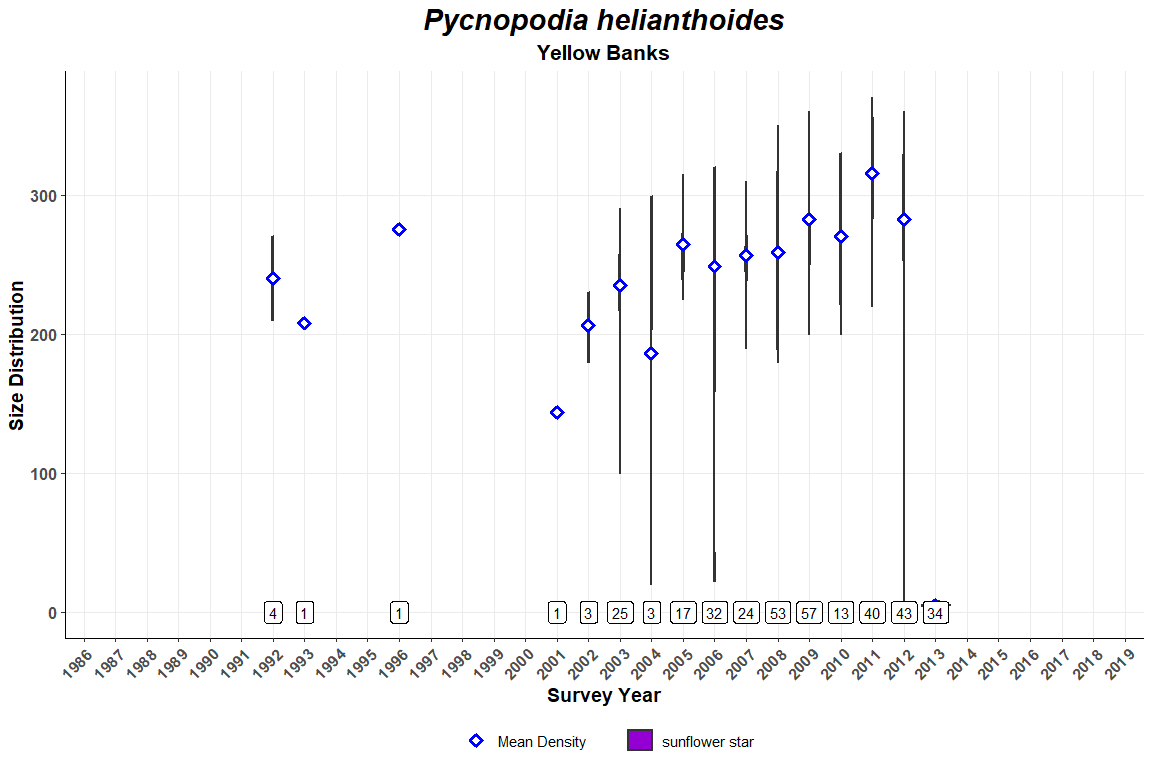 Pycnopodia helianthoides
Yellow Banks
Size Distribution
300
200
100
0
4 1 1 1 3 25 3 17 32 24 53 57 13 40 43 34
1986 1987 1988 1989 1990 1991 1992 1993 1994 1995 1996 1997 1998 1999 2000 2001 2002 2003 2004 2005 2006 2007 2008 2009 2010 2011 2012 2013 2014 2015 2016 2017 2018 2019
Survey Year
Mean Density sunflower star